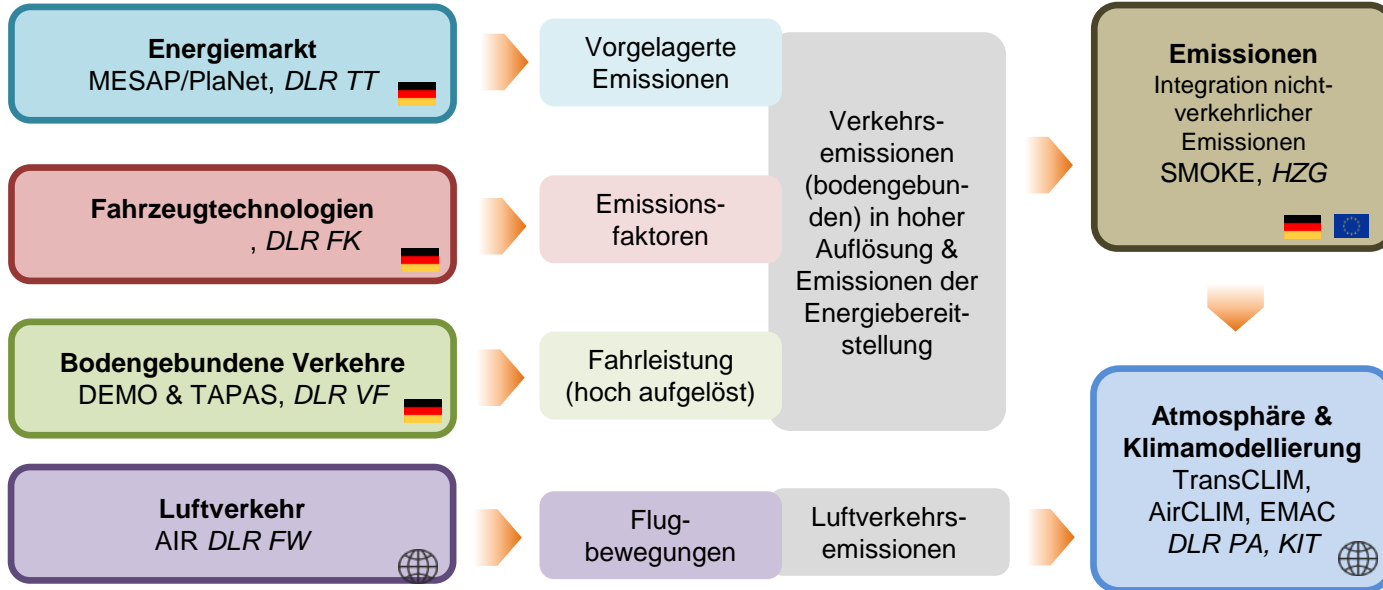 Energiemarkt
MESAP/PlaNet, DLR TT
Vorgelagerte
Emissionen
Fahrzeugtechnologien
, DLR FK
Emissions-
faktoren
Bodengebundene Verkehre
DEMO & TAPAS, DLR VF
Fahrleistung
(hoch aufgelöst)
Verkehrs-
emissionen
(bodengebun-
den) in hoher
Auflösung &
Emissionen der
Energiebereit-
stellung
Emissionen
Integration nicht-
verkehrlicher
Emissionen
SMOKE, HZG
Luftverkehr
AIR DLR FW
Flug-
bewegungen
Luftverkehrs-
emissionen
Atmosphäre &
Klimamodellierung
TransCLIM,
AirCLIM, EMAC
DLR PA, KIT